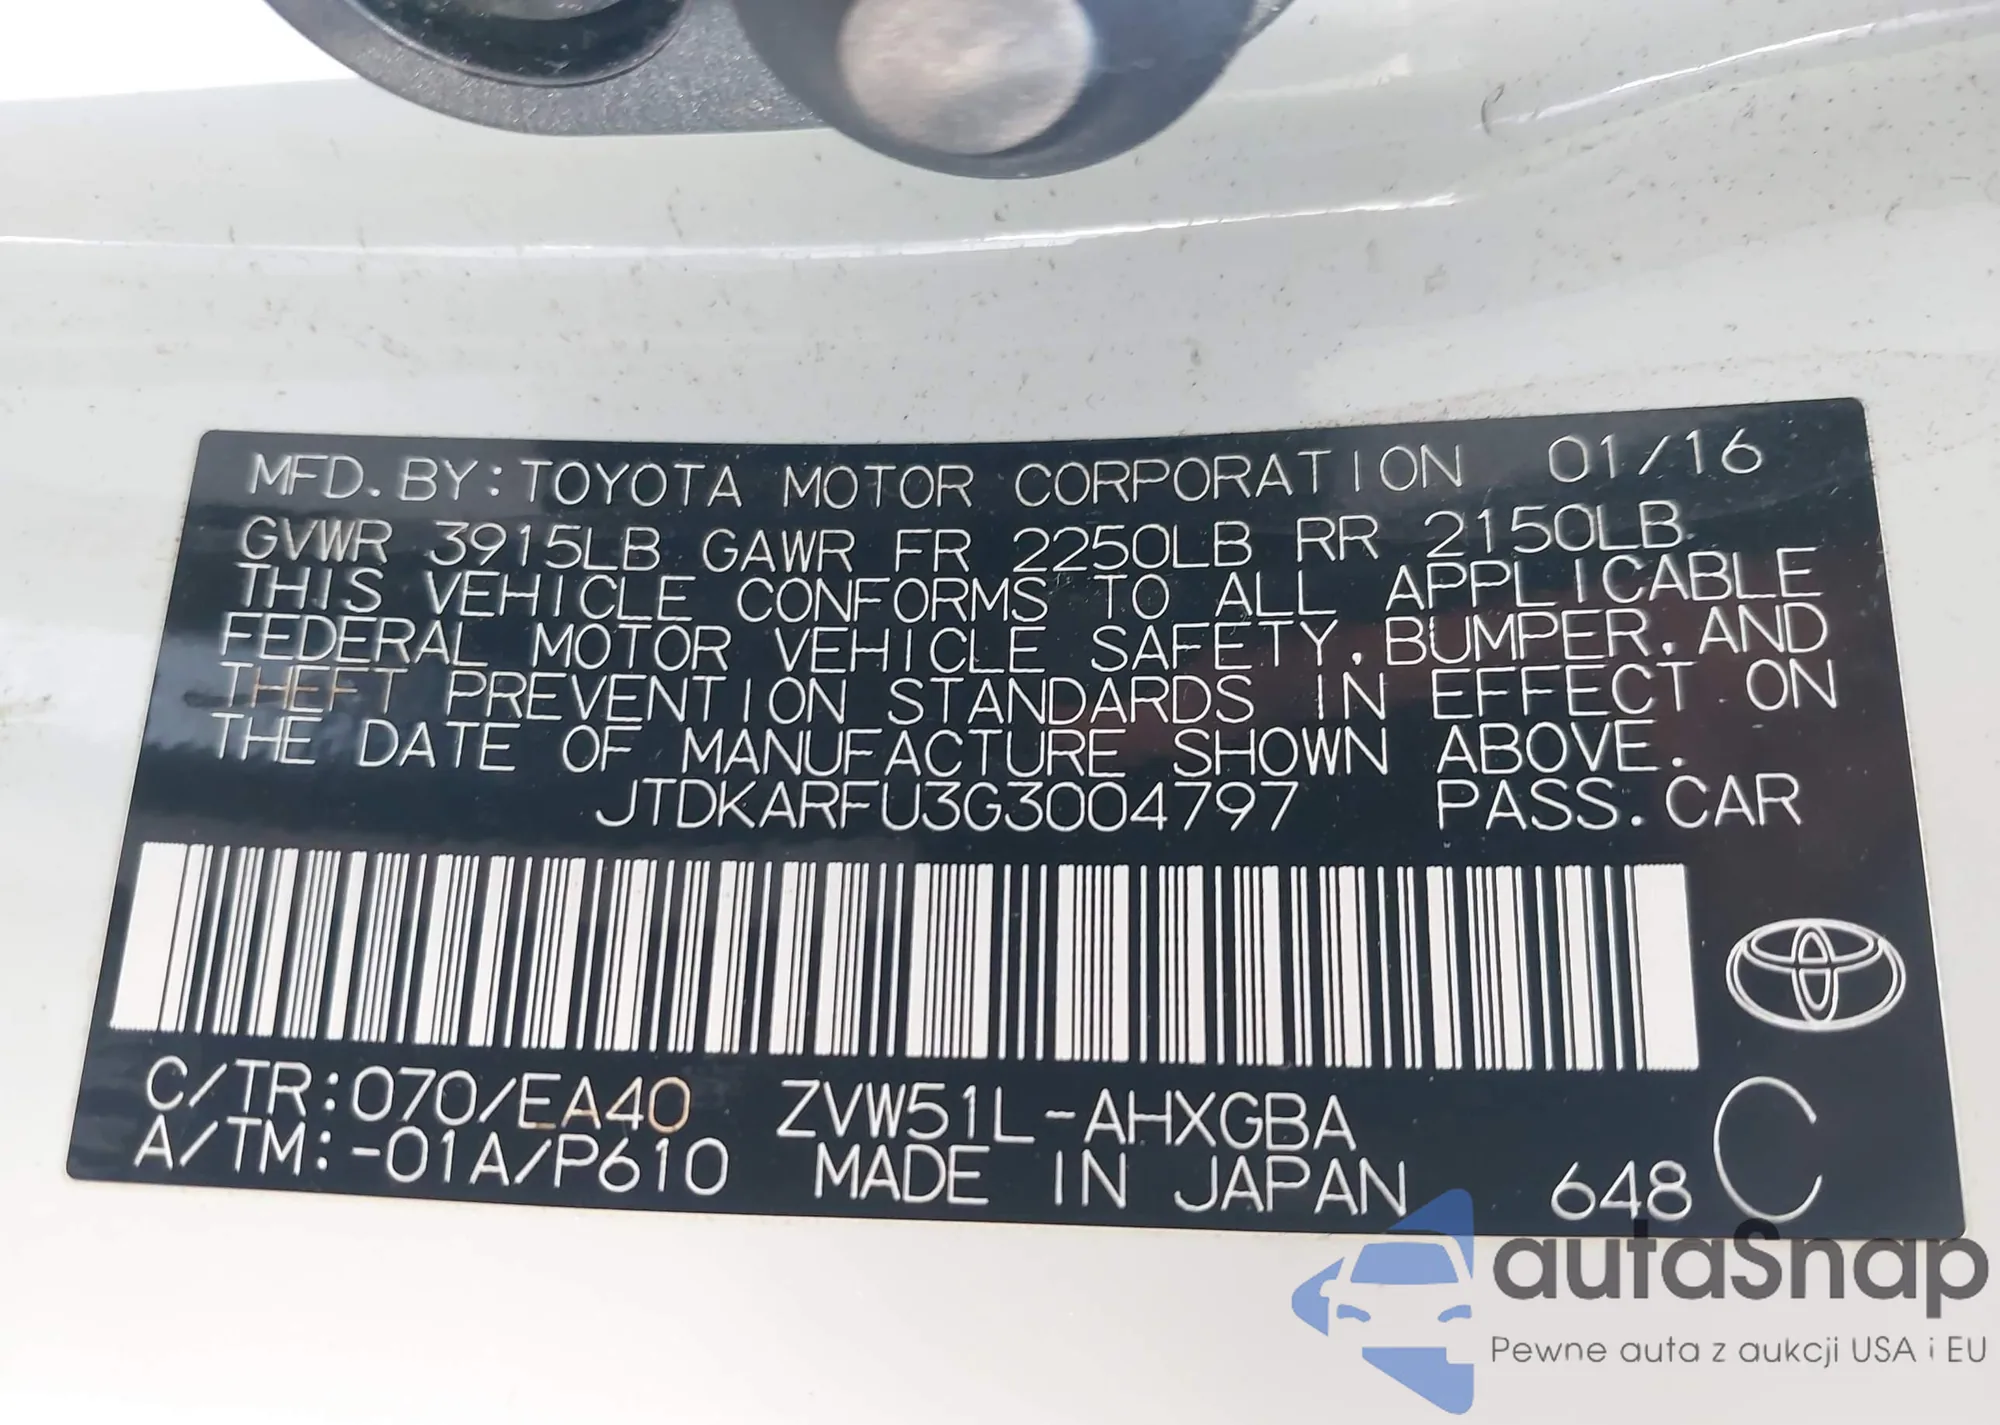 MFD.BY:TOYOTA MOTOR CORPORATION 01/16
GVWR 3915LB GAWR FR 2250LB RR 2150LB
THIS VEHICLE CONFORMS TO ALL APPLICABLE
FEDERAL MOTOR VEHICLE SAFETY,BUMPER,AND
THEFT PREVENTION STANDARDS IN EFFECT ON
THE DATE OF MANUFACTURE SHOWN ABOVE.
JTDKARFU3G3004797 PASS.CAR
C/TR:070/EA40 ZVW51L-AHXGBA C
A/TM:-01A/P610 MADE IN JAPAN 648
autaSnap
Pewne auta z aukcji USA i EU